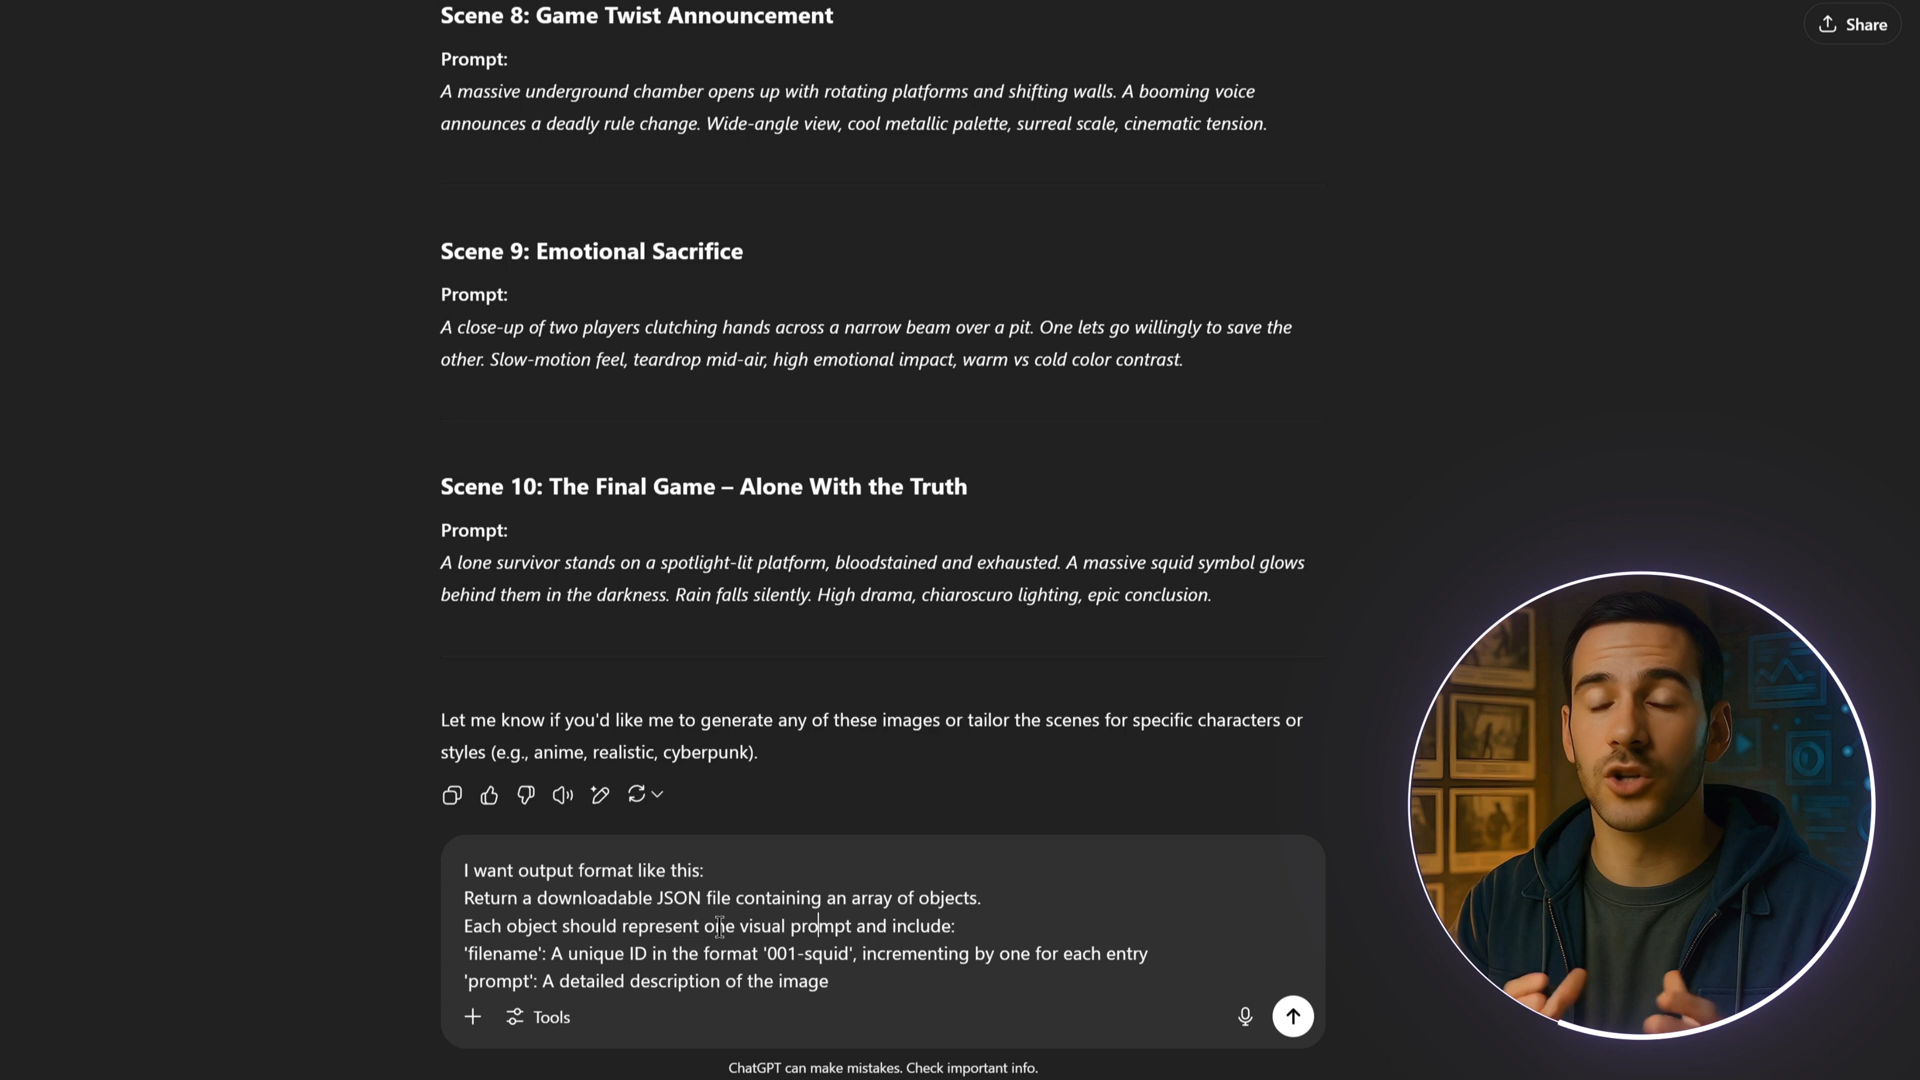 Scene 8: Game Twist Announcement
Share
Prompt:
A massive underground chamber opens up with rotating platforms and shifting walls. A booming voice
announces a deadly rule change. Wide-angle view, cool metallic palette, surreal scale, cinematic tension.
Scene 9: Emotional Sacrifice
Prompt:
A close-up of two players clutching hands across a narrow beam over a pit. One lets go willingly to save the
other. Slow-motion feel, teardrop mid-air, high emotional impact, warm vs cold color contrast.
Scene 10: The Final Game – Alone With the Truth
Prompt:
A lone survivor stands on a spotlight-lit platform, bloodstained and exhausted. A massive squid symbol glows
behind them in the darkness. Rain falls silently. High drama, chiaroscuro lighting, epic conclusion.
Let me know if you'd like me to generate any of these images or tailor the scenes for specific characters or
styles (e.g., anime, realistic, cyberpunk).
I want output format like this:
Return a downloadable JSON file containing an array of objects.
Each object should represent one visual prompt and include:
'filename': A unique ID in the format '001-squid', incrementing by one for each entry
'prompt': A detailed description of the image
Tools
ChatGPT can make mistakes. Check important info.